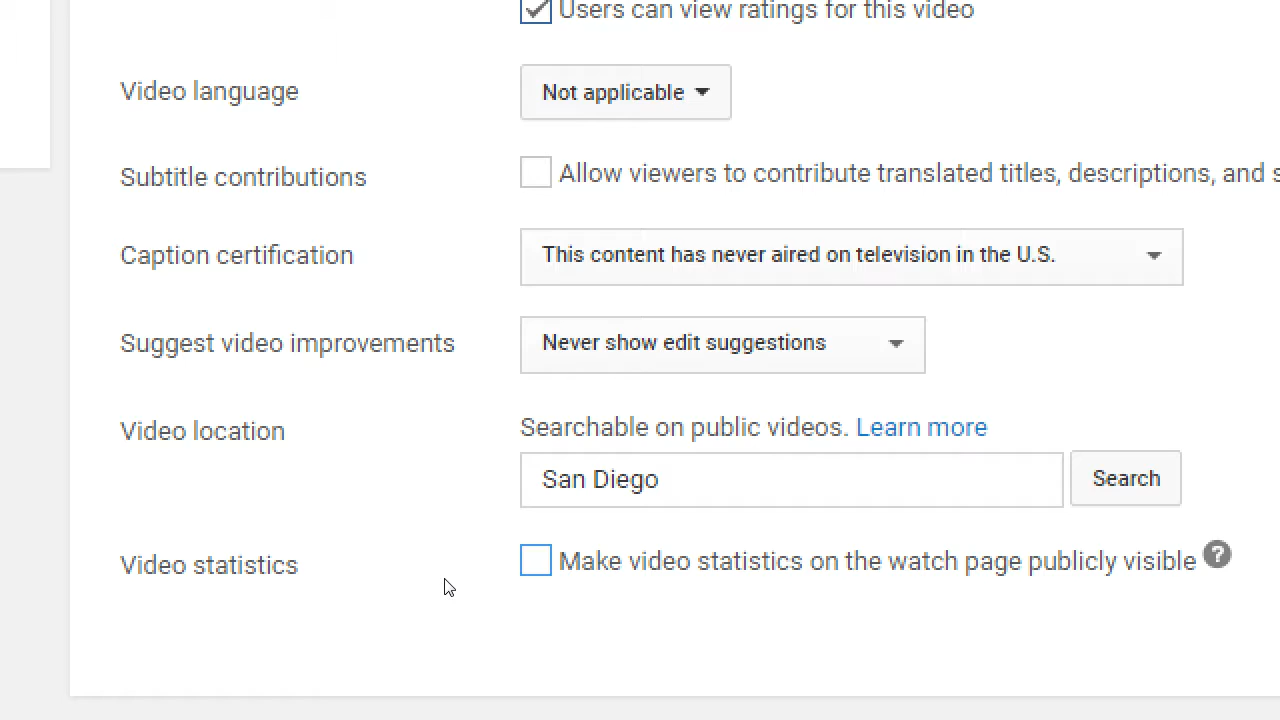 Users can view ratings for this video
Video language
Not applicable
Subtitle contributions
Allow viewers to contribute translated titles, descriptions, and s
Caption certification
This content has never aired on television in the U.S.
Suggest video improvements
Never show edit suggestions
Video location
Searchable on public videos. Learn more
San Diego
Search
Video statistics
Make video statistics on the watch page publicly visible ?